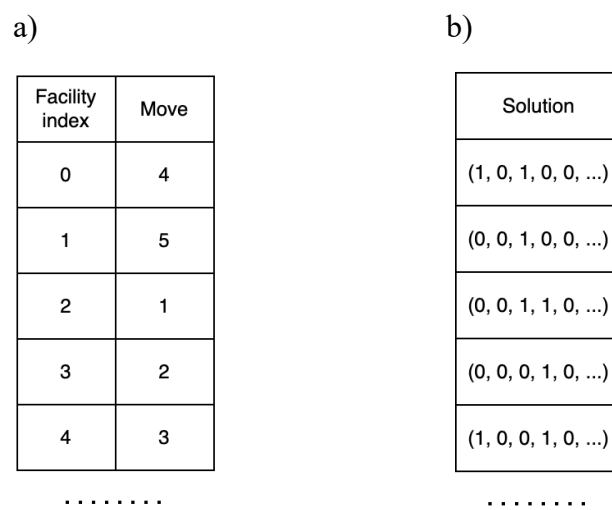 a)
Facility
index
Move
0 4
1 5
2 1
3 2
4 3
........
b)
Solution
(1, 0, 1, 0, 0, ...)
(0, 0, 1, 0, 0, ...)
(0, 0, 1, 1, 0, ...)
(0, 0, 0, 1, 0, ...)
(1, 0, 0, 1, 0, ...)
........